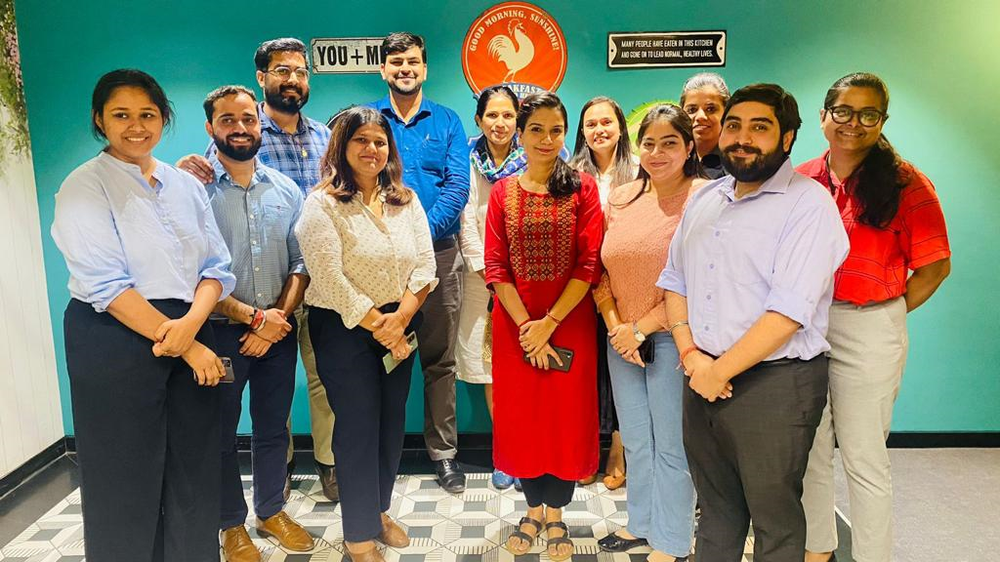 YOU + ME
GOOD MORNING, SUNSHINE!
MANY PEOPLE HAVE EATEN IN THIS KITCHEN
AND GONE ON TO LEAD NORMAL, HEALTHY LIVES.